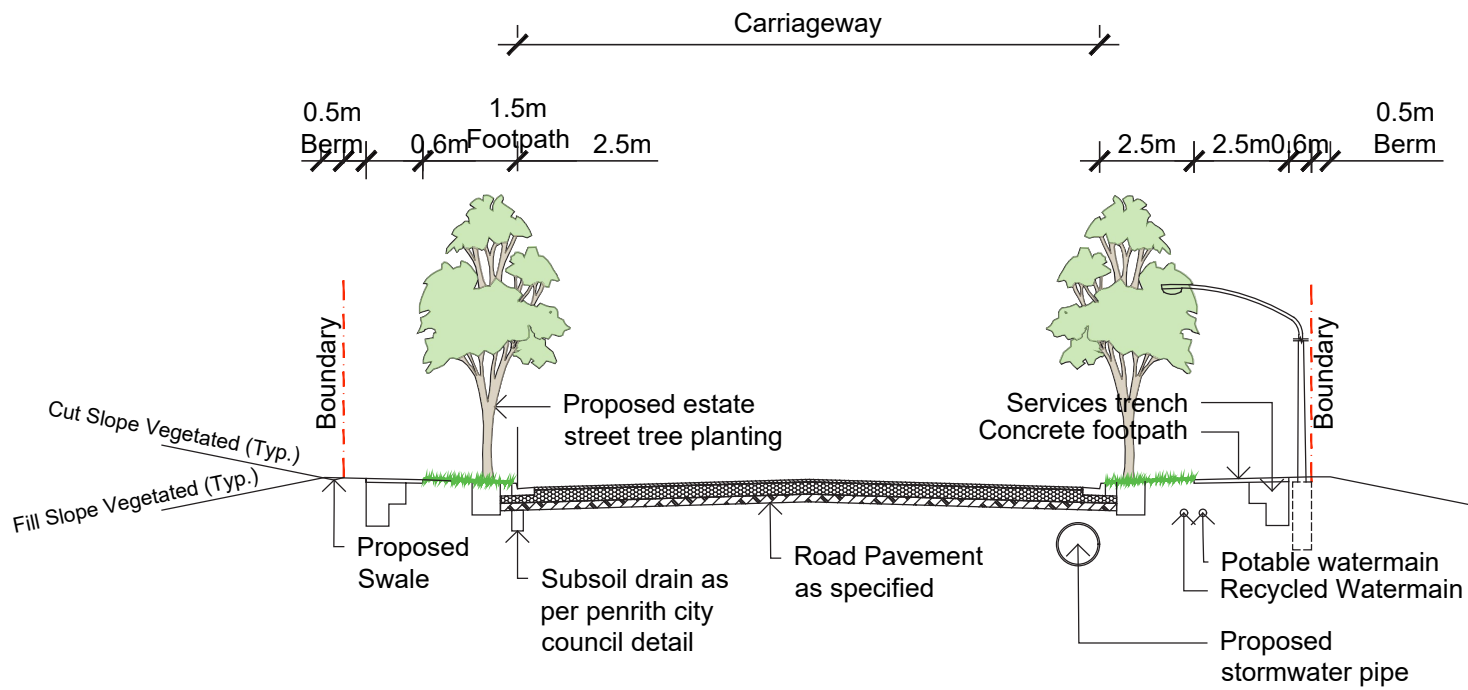 Carriageway
0.5m
Berm
0.6m
1.5m
Footpath
2.5m
2.5m
2.5m
0.6m
0.5m
Berm
Boundary
Boundary
Cut Slope Vegetated (Typ.)
Fill Slope Vegetated (Typ.)
Proposed estate
street tree planting
Services trench
Concrete footpath
Proposed
Swale
Subsoil drain as
per penrith city
council detail
Road Pavement
as specified
Potable watermain
Recycled Watermain
Proposed
stormwater pipe